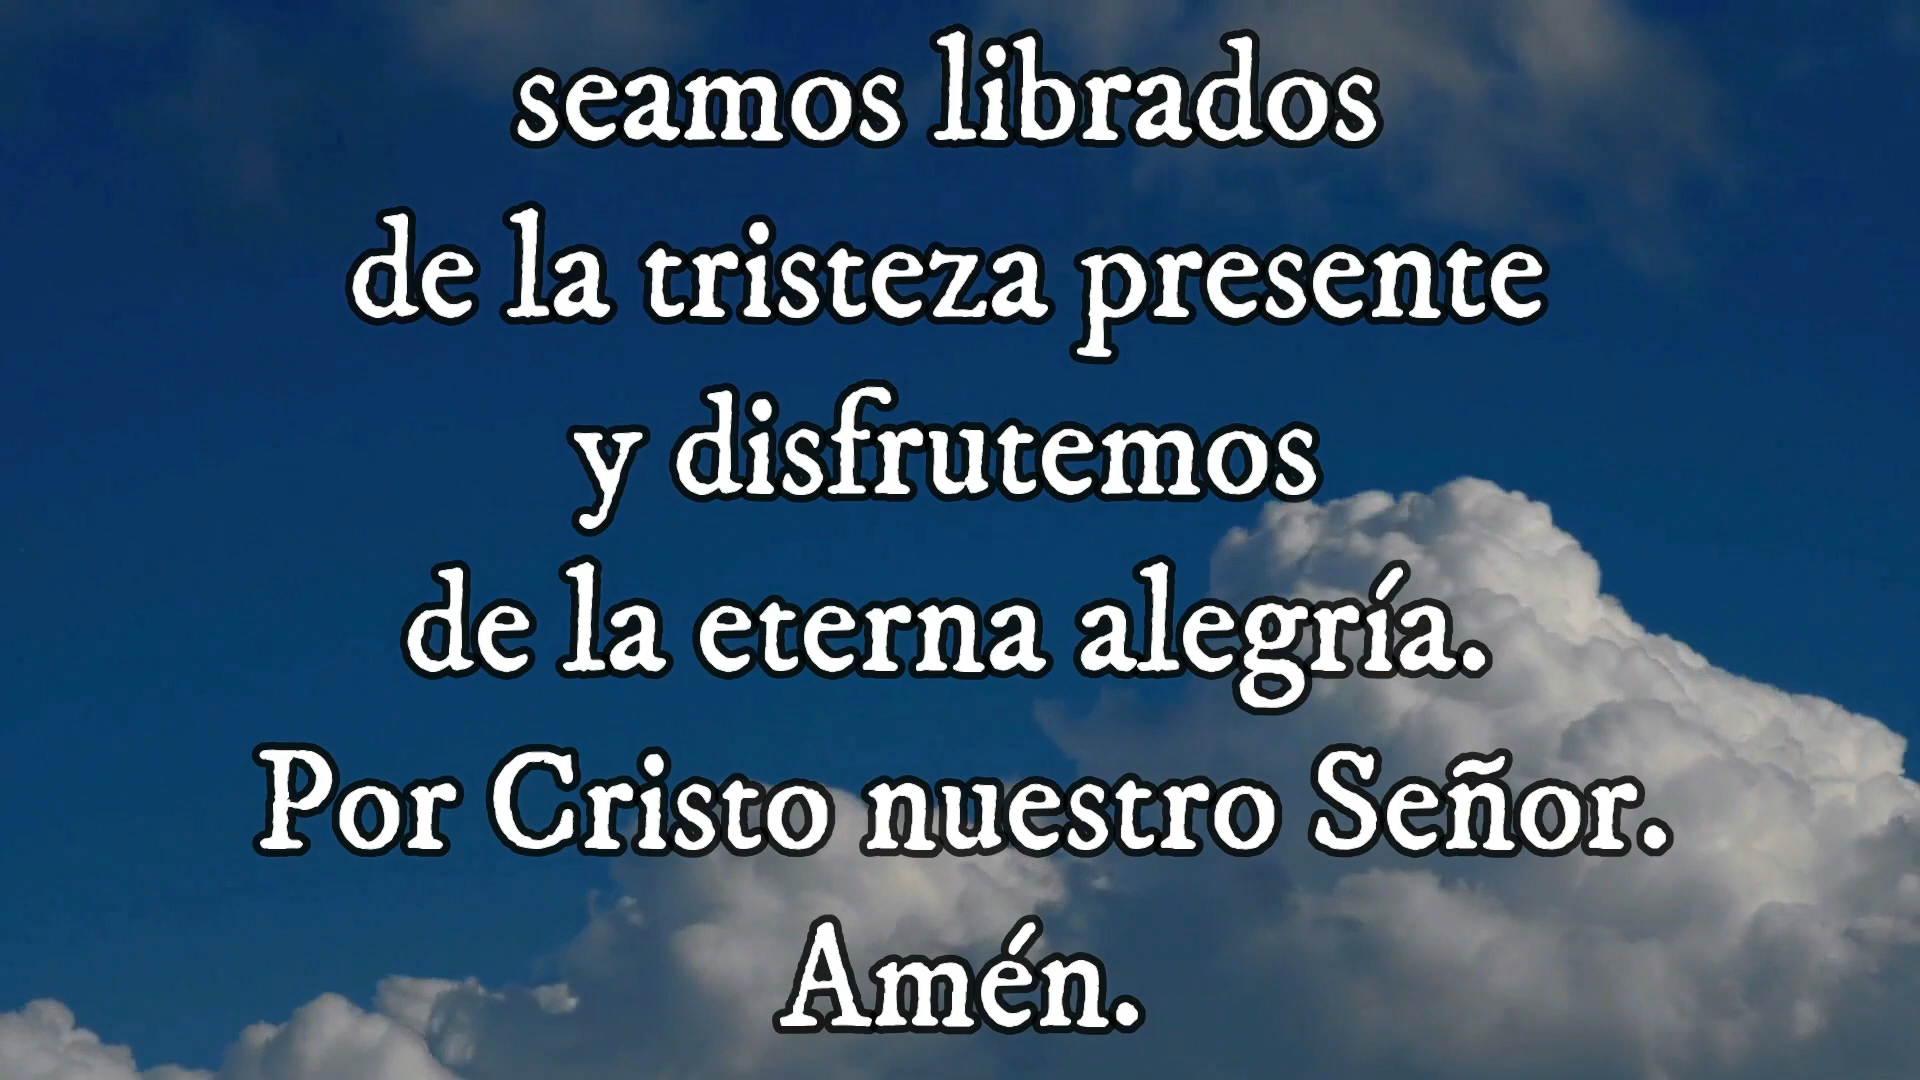 seamos librados
de la tristeza presente
y disfrutemos
de la eterna alegría.
Por Cristo nuestro Señor.
Amén.